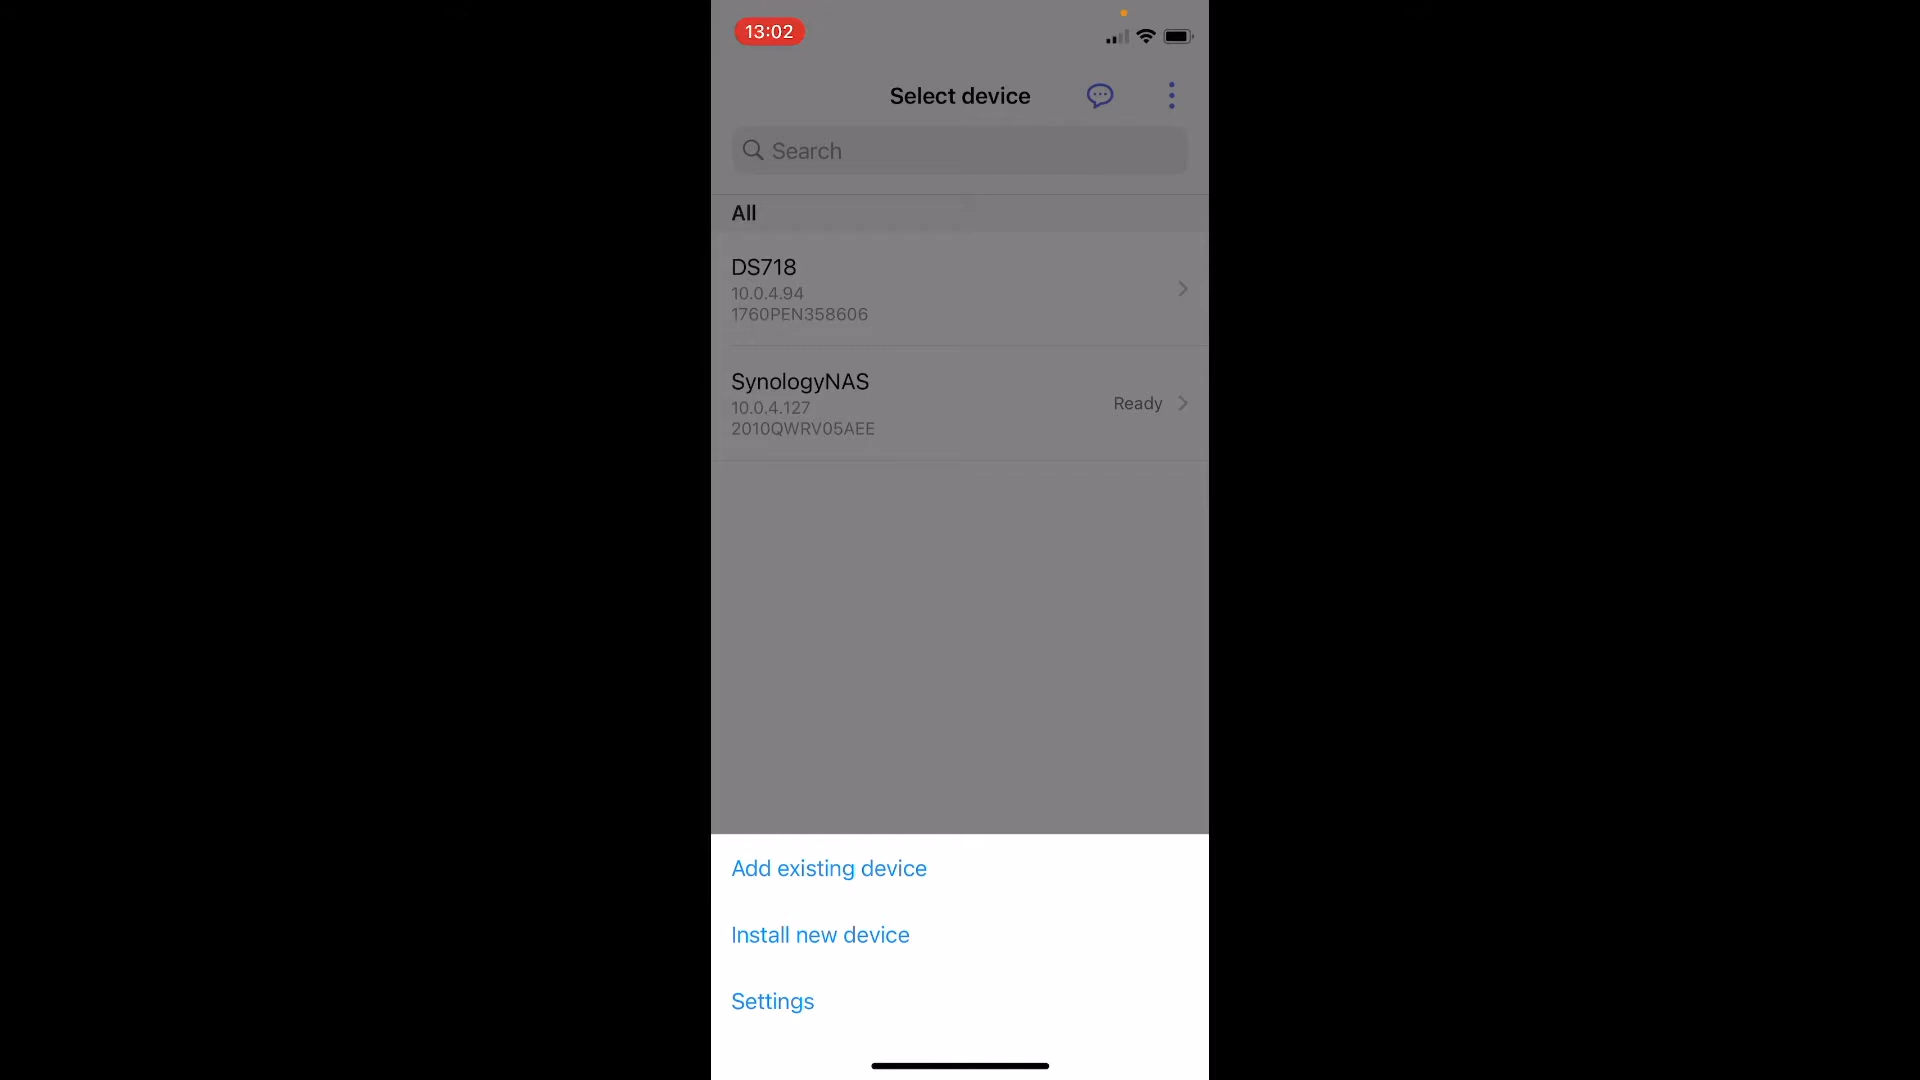 13:02
Select device
Search
All
DS718
10.0.4.94
1760PEN358606
SynologyNAS
10.0.4.127
Ready
2010QWRV05AEE
Add existing device
Install new device
Settings